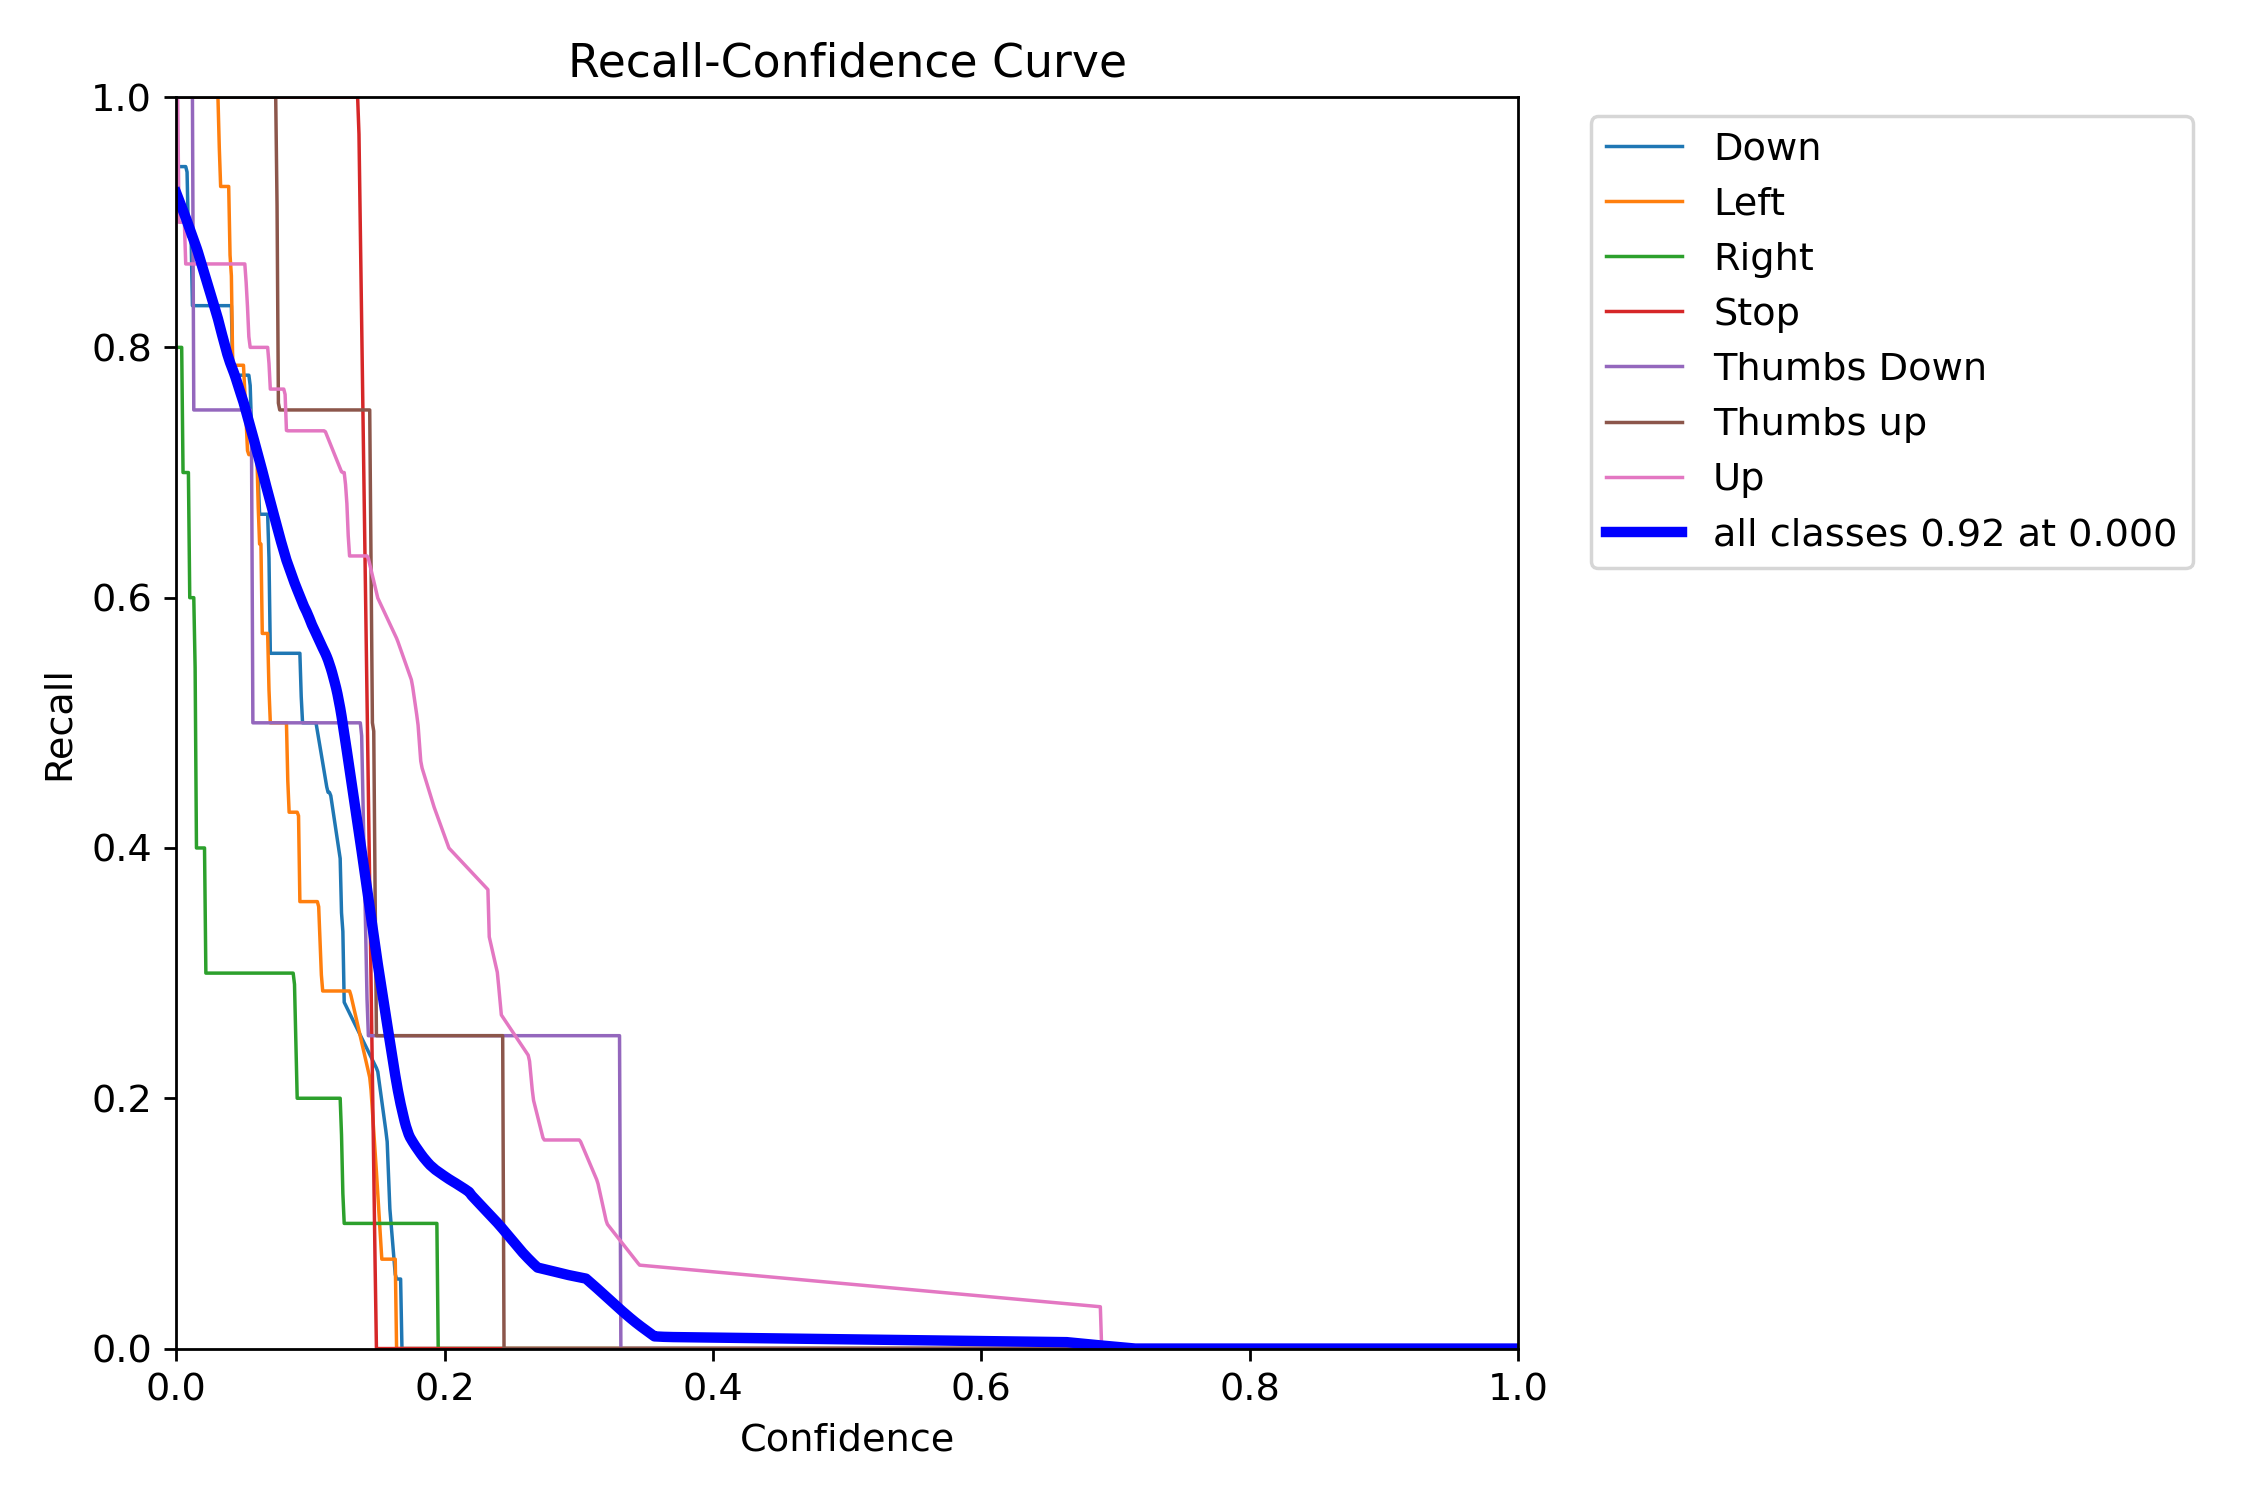 Recall-Confidence Curve
1.0
0.8
0.6
0.4
0.2
0.0
Recall
0.0 0.2 0.4 0.6 0.8 1.0
Confidence
Down
Left
Right
Stop
Thumbs Down
Thumbs up
Up
all classes 0.92 at 0.000